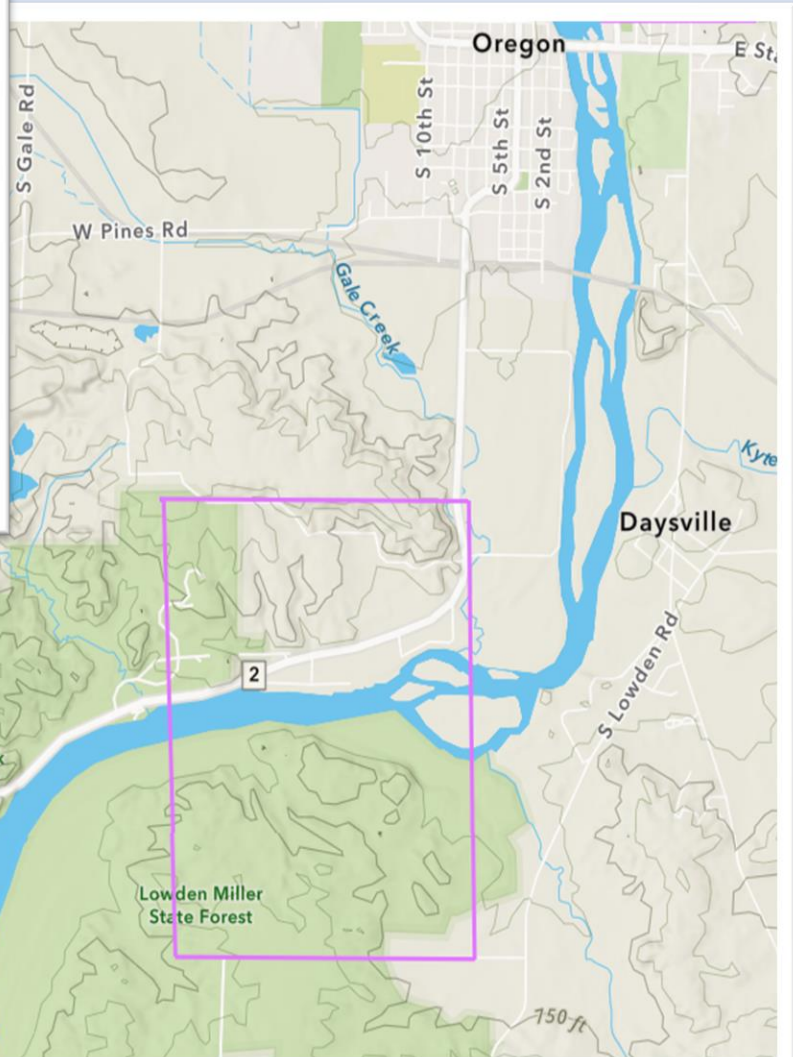 Oregon
E St
S Gale Rd
S 10th St
S 5th St
S 2nd St
W Pines Rd
Gale Creek
Kyte
Daysville
2
S Lowden Rd
Lowden Miller
State Forest
750 ft